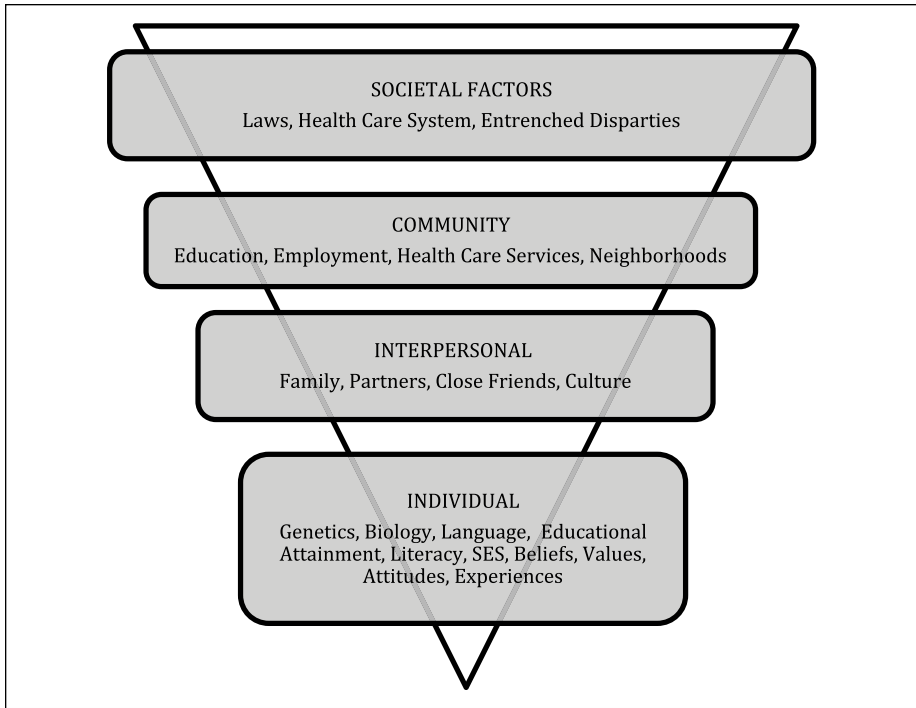 SOCIETAL FACTORS
Laws, Health Care System, Entrenched Disparties
COMMUNITY
Education, Employment, Health Care Services, Neighborhoods
INTERPERSONAL
Family, Partners, Close Friends, Culture
INDIVIDUAL
Genetics, Biology, Language,  Educational
Attainment, Literacy, SES, Beliefs, Values,
Attitudes, Experiences